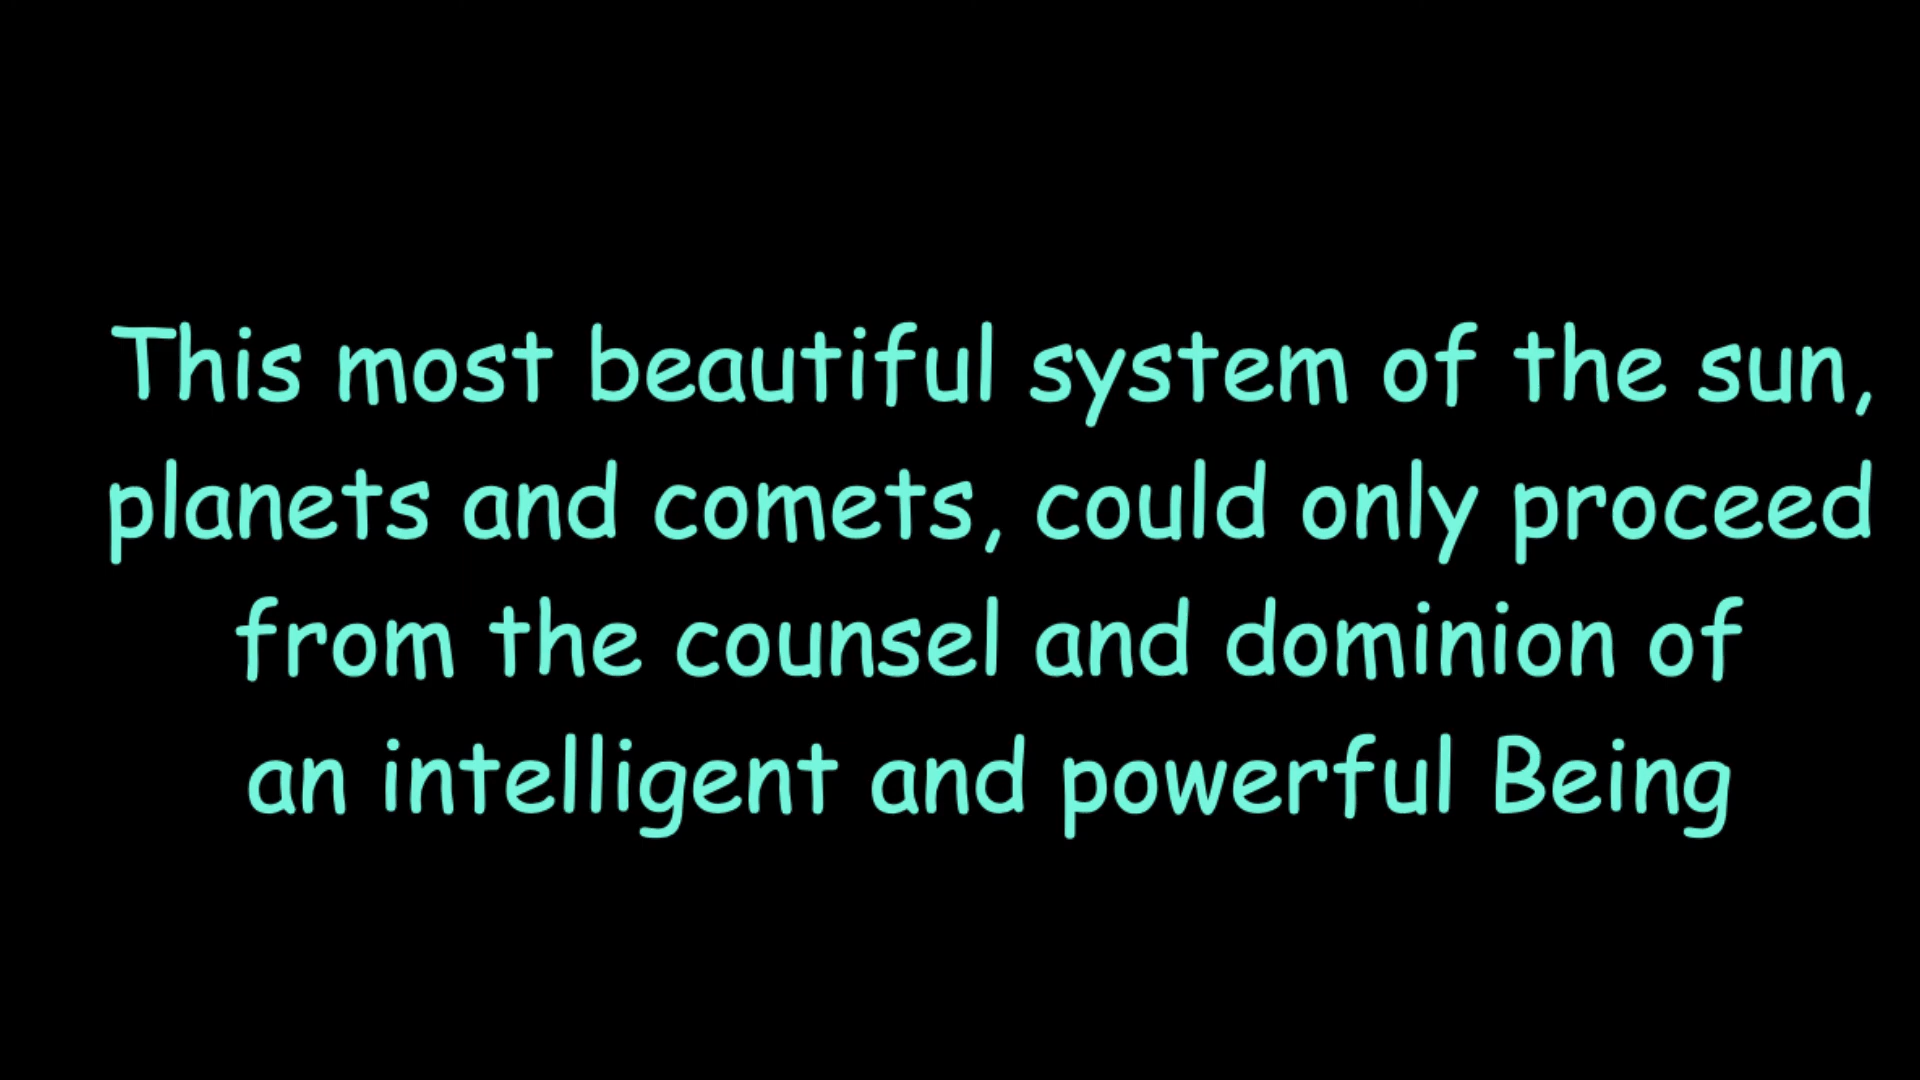 This most beautiful system of the sun,
planets and comets, could only proceed
from the counsel and dominion of
an intelligent and powerful Being